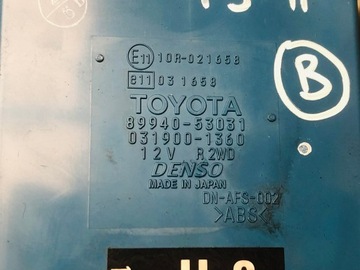 E11 10R-021658
e11 031658
TOYOTA
89940-53031
031900-1360
12V R 2WD
DENSO
MADE IN JAPAN
DN-AFS-002
>ABS<
B